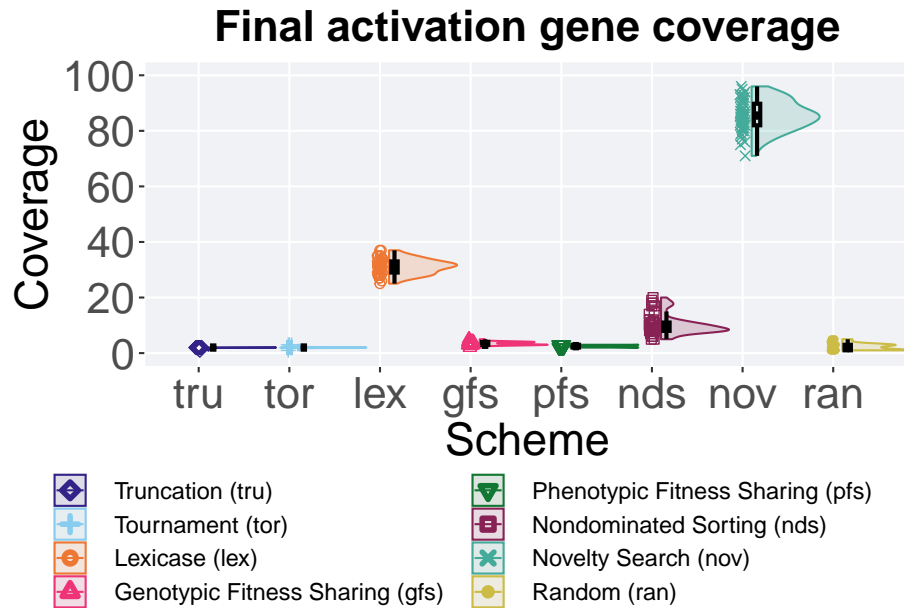 Final activation gene coverage
100
80
60
40
20
0
Coverage
tru tor lex gfs pfs nds nov ran
Scheme
Truncation (tru)
Tournament (tor)
Lexicase (lex)
Genotypic Fitness Sharing (gfs)
Phenotypic Fitness Sharing (pfs)
Nondominated Sorting (nds)
Novelty Search (nov)
Random (ran)